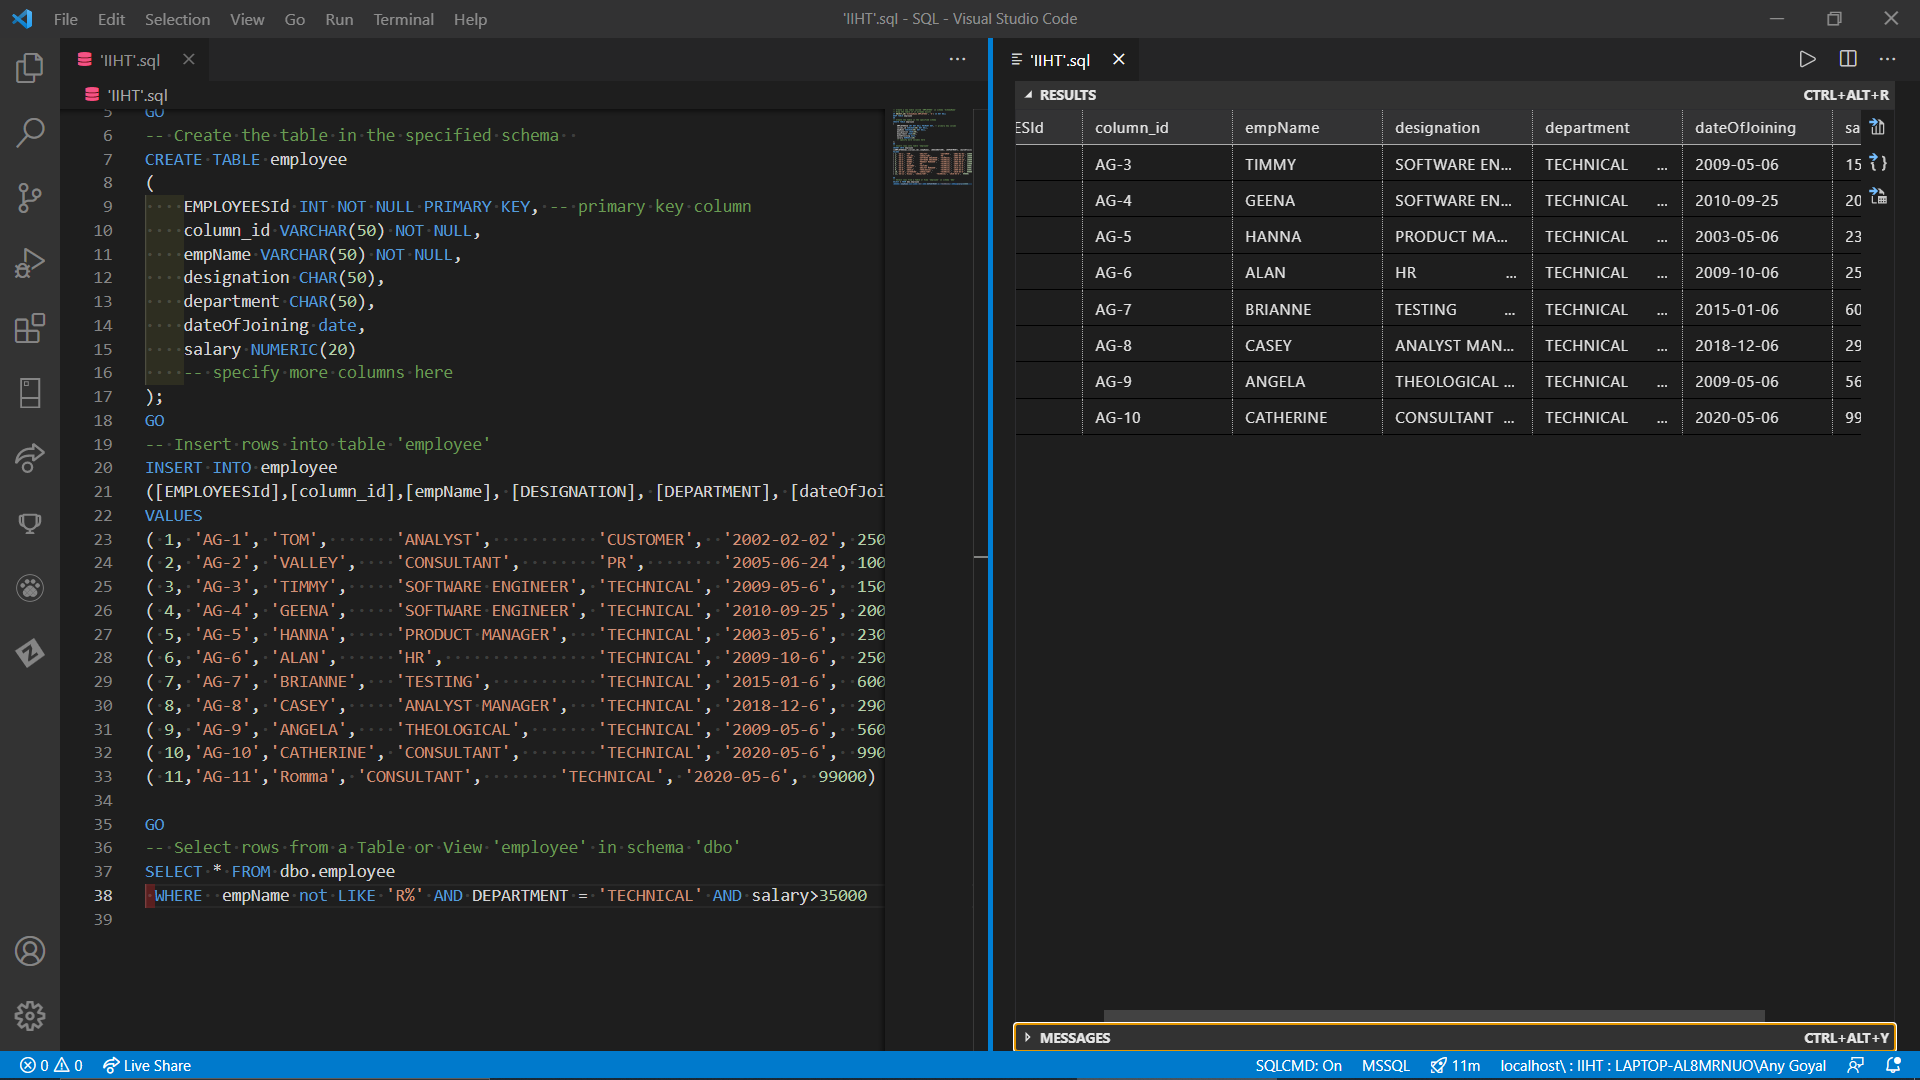 File Edit Selection View Go Run Terminal Help
'IIHT'.sql - SQL - Visual Studio Code
'IIHT'.sql
'IIHT'.sql
5 GO
6 -- Create the table in the specified schema
7 CREATE TABLE employee
8 (
9 EMPLOYEESId INT NOT NULL PRIMARY KEY, -- primary key column
10 column_id VARCHAR(50) NOT NULL,
11 empName VARCHAR(50) NOT NULL,
12 designation CHAR(50),
13 department CHAR(50),
14 dateOfJoining date,
15 salary NUMERIC(20)
16 -- specify more columns here
17 );
18 GO
19 -- Insert rows into table 'employee'
20 INSERT INTO employee
21 ([EMPLOYEESId],[column_id],[empName], [DESIGNATION], [DEPARTMENT], [dateOfJoi
22 VALUES
23 ( 1, 'AG-1', 'TOM', 'ANALYST', 'CUSTOMER', '2002-02-02', 250
24 ( 2, 'AG-2', 'VALLEY', 'CONSULTANT', 'PR', '2005-06-24', 100
25 ( 3, 'AG-3', 'TIMMY', 'SOFTWARE ENGINEER', 'TECHNICAL', '2009-05-6', 150
26 ( 4, 'AG-4', 'GEENA', 'SOFTWARE ENGINEER', 'TECHNICAL', '2010-09-25', 200
27 ( 5, 'AG-5', 'HANNA', 'PRODUCT MANAGER', 'TECHNICAL', '2003-05-6', 230
28 ( 6, 'AG-6', 'ALAN', 'HR', 'TECHNICAL', '2009-10-6', 250
29 ( 7, 'AG-7', 'BRIANNE', 'TESTING', 'TECHNICAL', '2015-01-6', 600
30 ( 8, 'AG-8', 'CASEY', 'ANALYST MANAGER', 'TECHNICAL', '2018-12-6', 290
31 ( 9, 'AG-9', 'ANGELA', 'THEOLOGICAL', 'TECHNICAL', '2009-05-6', 560
32 ( 10,'AG-10','CATHERINE', 'CONSULTANT', 'TECHNICAL', '2020-05-6', 990
33 ( 11,'AG-11','Romma', 'CONSULTANT', 'TECHNICAL', '2020-05-6', 99000)
34
35 GO
36 -- Select rows from a Table or View 'employee' in schema 'dbo'
37 SELECT * FROM dbo.employee
38 WHERE empName not LIKE 'R%' AND DEPARTMENT = 'TECHNICAL' AND salary>35000
39
'IIHT'.sql
RESULTS CTRL+ALT+R
ESId column_id empName designation department dateOfJoining sa
AG-3 TIMMY SOFTWARE EN... TECHNICAL 2009-05-06 15
AG-4 GEENA SOFTWARE EN... TECHNICAL ... 2010-09-25 20
AG-5 HANNA PRODUCT MA... TECHNICAL ... 2003-05-06 23
AG-6 ALAN HR ... TECHNICAL ... 2009-10-06 25
AG-7 BRIANNE TESTING ... TECHNICAL ... 2015-01-06 60
AG-8 CASEY ANALYST MAN... TECHNICAL ... 2018-12-06 29
AG-9 ANGELA THEOLOGICAL ... TECHNICAL ... 2009-05-06 56
AG-10 CATHERINE CONSULTANT ... TECHNICAL ... 2020-05-06 99
MESSAGES CTRL+ALT+Y
0 0 Live Share SQLCMD: On MSSQL 11m localhost\ : IIHT : LAPTOP-AL8MRNUO\Any Goyal